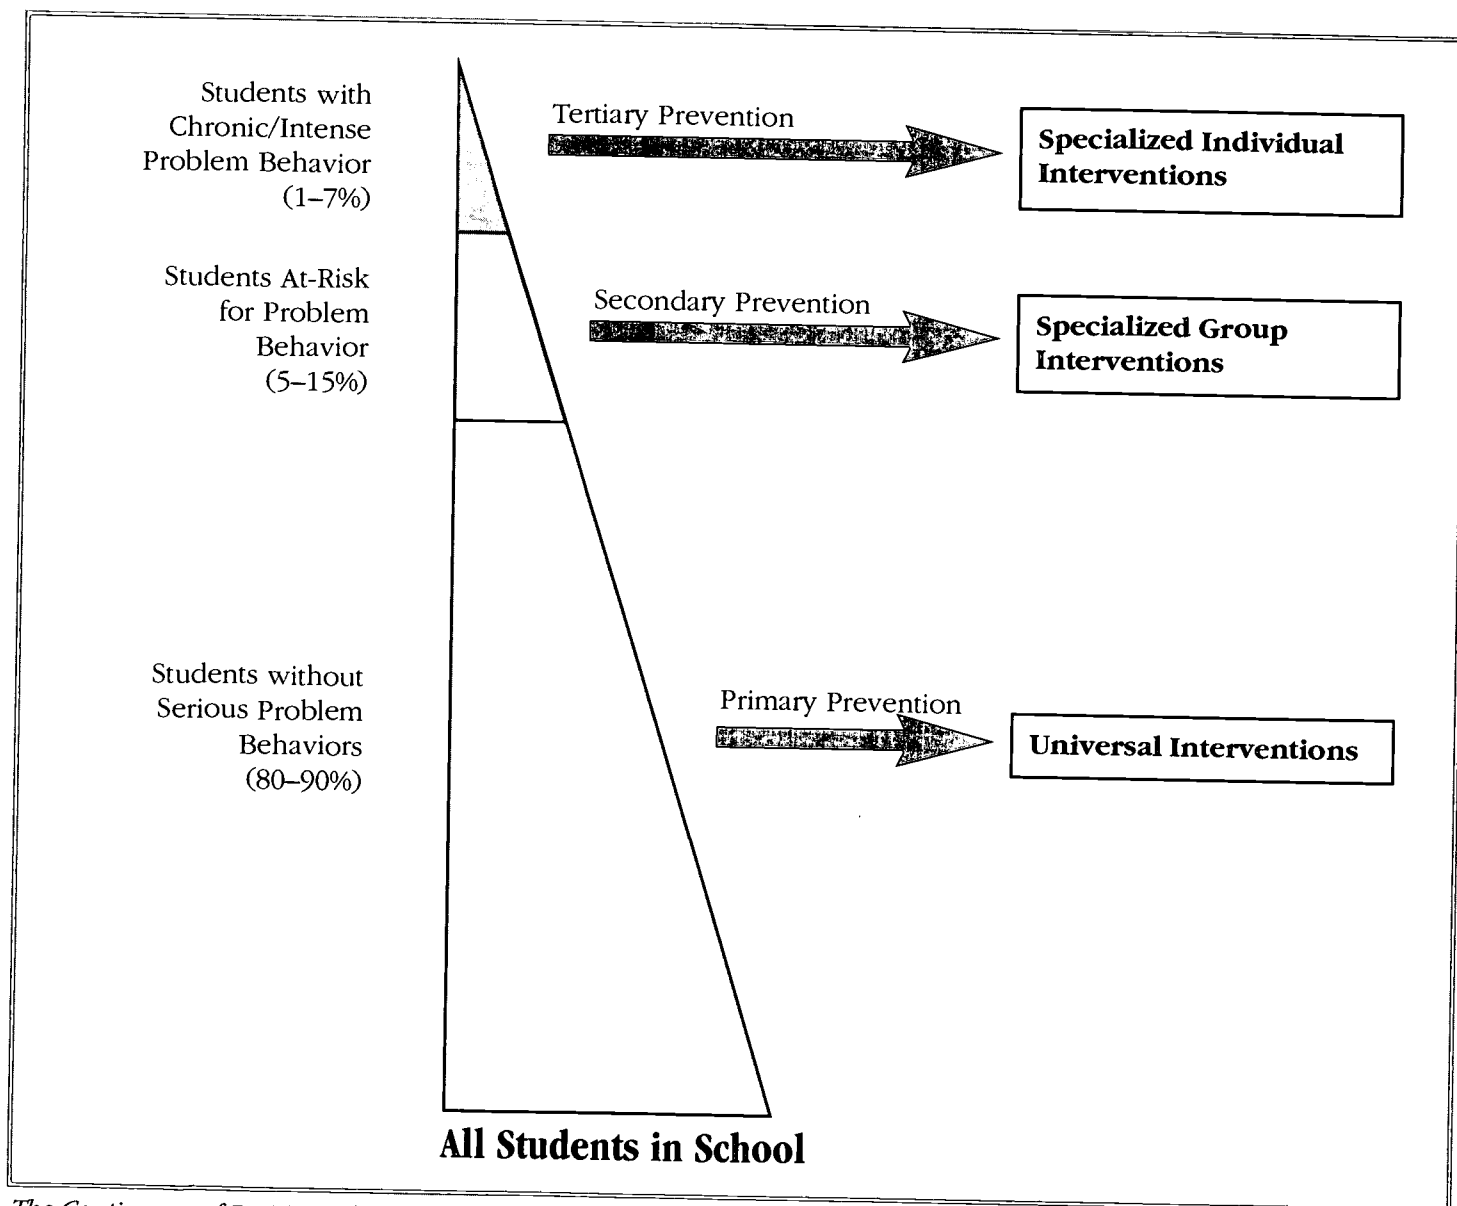 Students with
Chronic/Intense
Problem Behavior
(1–7%)
Tertiary Prevention
Specialized Individual
Interventions
Students At-Risk
for Problem
Behavior
(5–15%)
Secondary Prevention
Specialized Group
Interventions
Students without
Serious Problem
Behaviors
(80–90%)
Primary Prevention
Universal Interventions
All Students in School
The